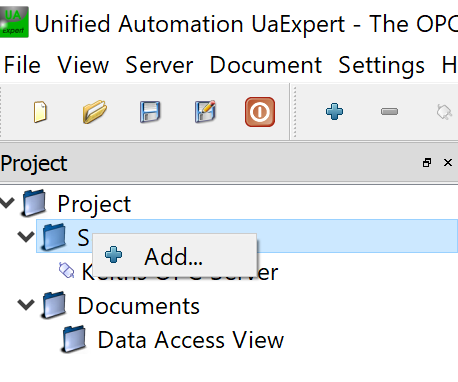 UA
expert
Unified Automation UaExpert - The OPC
File View Server Document Settings H
Project
Project
S
Add...
OPC Server
Documents
Data Access View